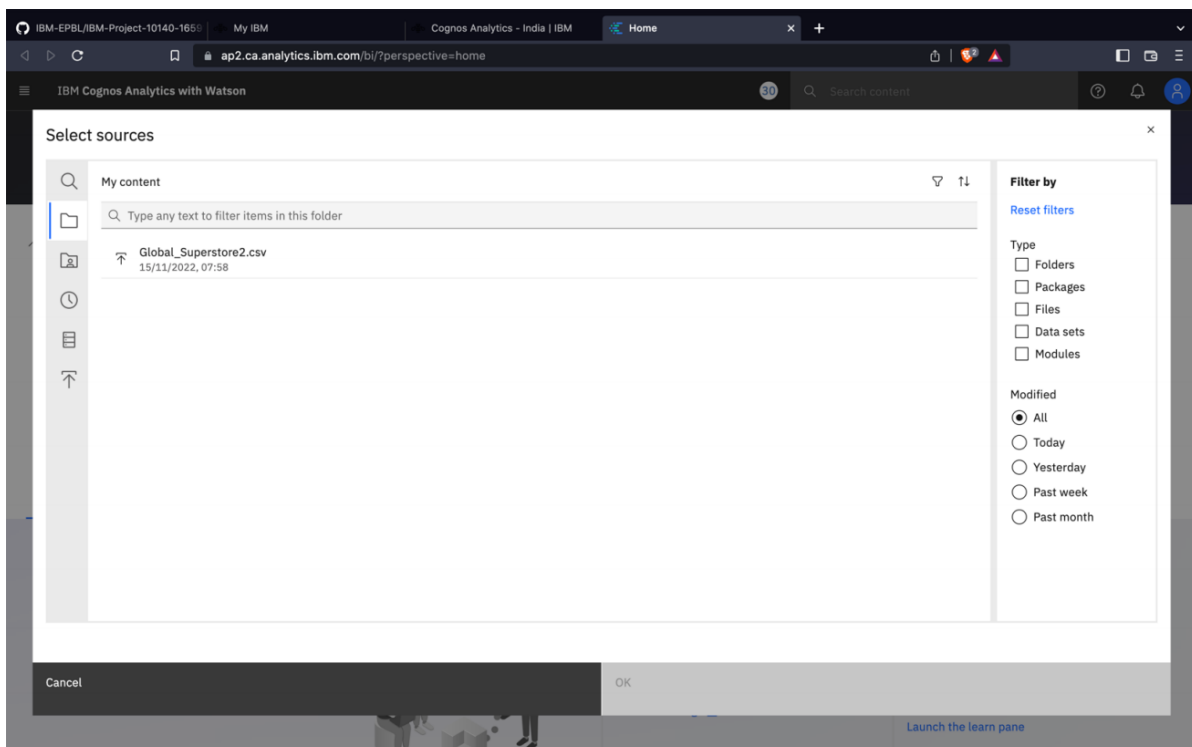 IBM-EPBL/IBM-Project-10140-1659
My IBM
Cognos Analytics - India | IBM
Home
ap2.ca.analytics.ibm.com/bi/?perspective=home
2
IBM Cognos Analytics with Watson
30
Search content
Select sources
My content
Type any text to filter items in this folder
Global_Superstore2.csv
15/11/2022, 07:58
Filter by
Reset filters
Type
Folders
Packages
Files
Data sets
Modules
Modified
All
Today
Yesterday
Past week
Past month
Cancel
OK
Launch the learn pane